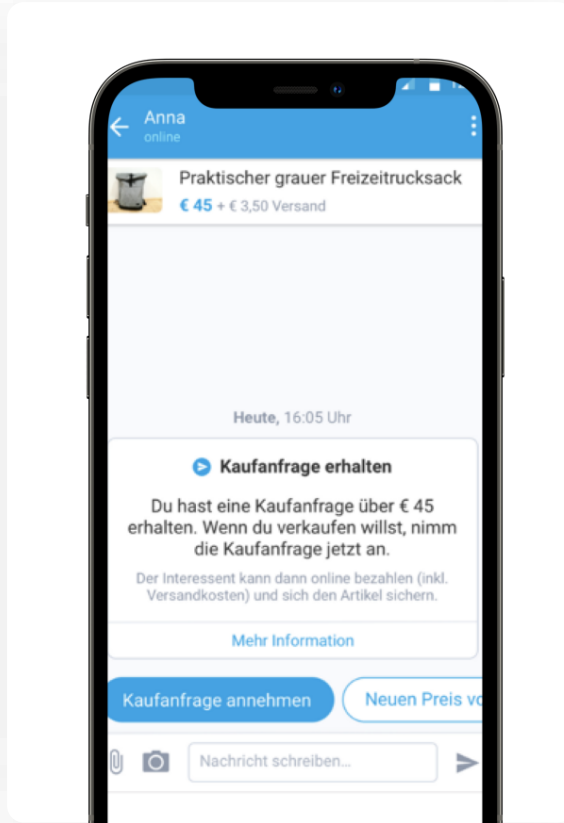 Anna
online
Praktischer grauer Freizeitrucksack
€ 45 + € 3,50 Versand
Heute, 16:05 Uhr
Kaufanfrage erhalten
Du hast eine Kaufanfrage über € 45
erhalten. Wenn du verkaufen willst, nimm
die Kaufanfrage jetzt an.
Der Interessent kann dann online bezahlen (inkl.
Versandkosten) und sich den Artikel sichern.
Mehr Information
Kaufanfrage annehmen
Neuen Preis
Nachricht schreiben...